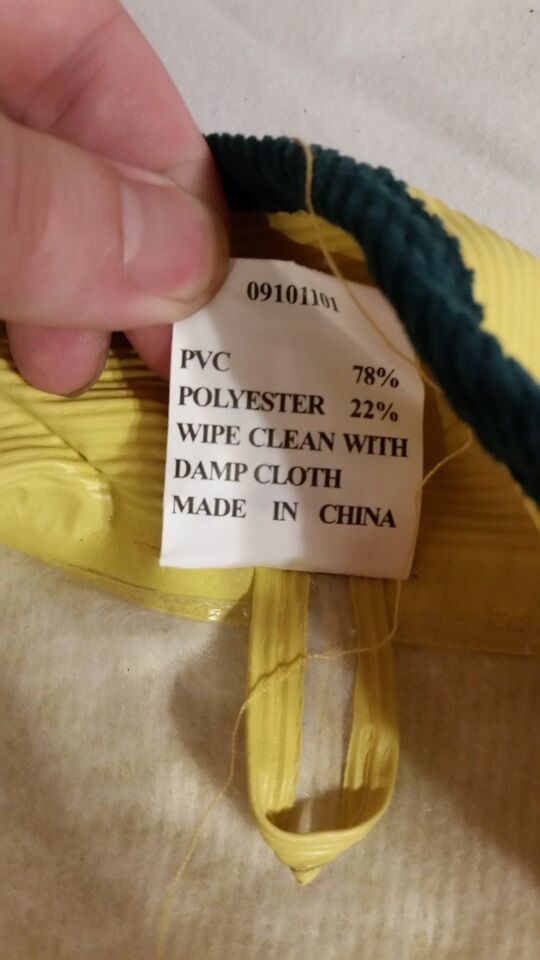 09101101
PVC 78%
POLYESTER 22%
WIPE CLEAN WITH
DAMP CLOTH
MADE IN CHINA